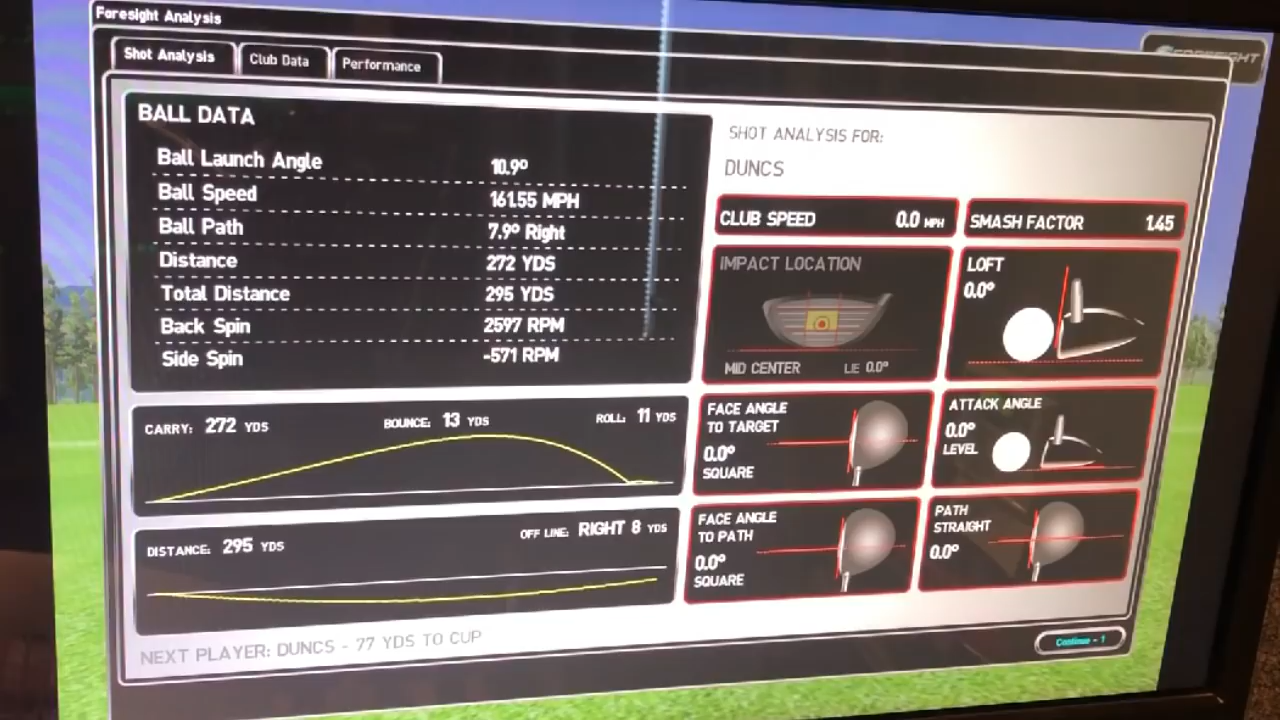 Foresight Analysis
FORESIGHT
Shot Analysis
Club Data
Performance
BALL DATA
Ball Launch Angle 10.9º
Ball Speed 161.55 MPH
Ball Path 7.9º Right
Distance 272 YDS
Total Distance 295 YDS
Back Spin 2597 RPM
Side Spin -571 RPM
CARRY: 272 YDS BOUNCE: 13 YDS ROLL: 11 YDS
DISTANCE: 295 YDS OFF LINE: RIGHT 8 YDS
NEXT PLAYER: DUNCS - 77 YDS TO CUP
SHOT ANALYSIS FOR:
DUNCS
CLUB SPEED 0.0 MPH
SMASH FACTOR 1.45
IMPACT LOCATION
MID CENTER LIE 0.0º
LOFT
0.0º
FACE ANGLE
TO TARGET
0.0º
SQUARE
ATTACK ANGLE
0.0º
LEVEL
FACE ANGLE
TO PATH
0.0º
SQUARE
PATH
STRAIGHT
0.0º
Continue - 1